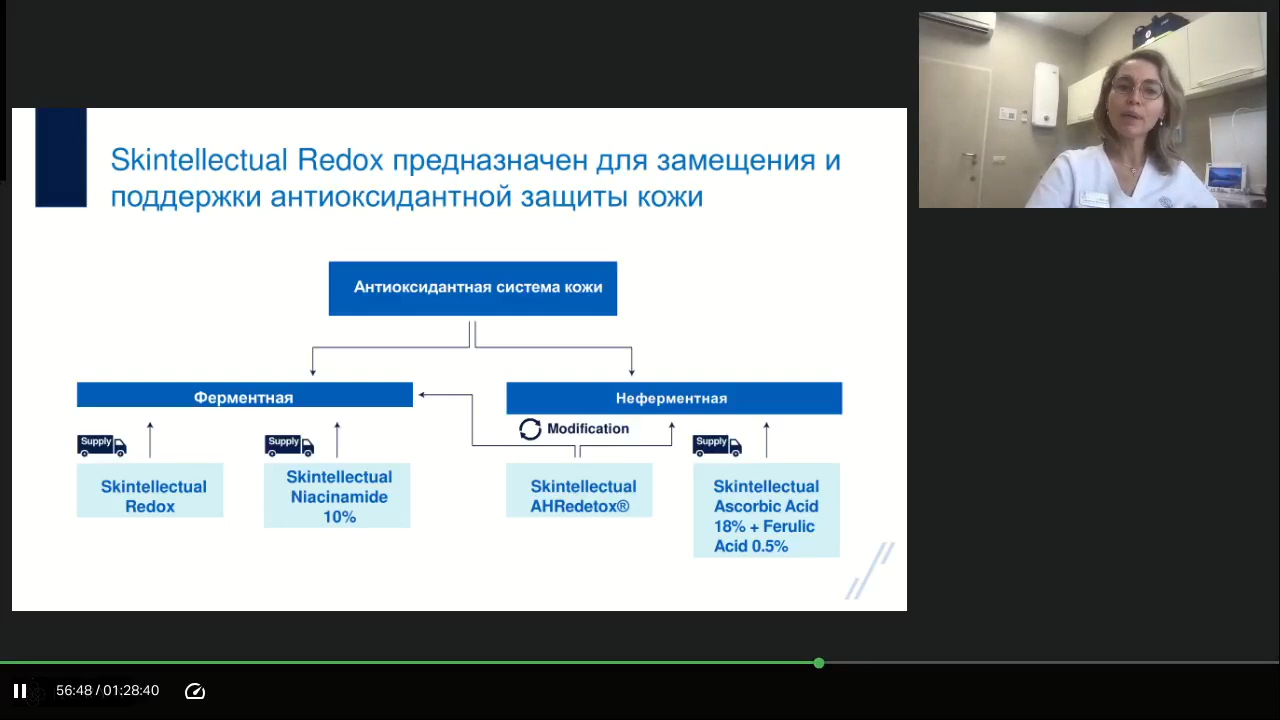 Skintellectual Redox предназначен для замещения и
поддержки антиоксидантной защиты кожи
Антиоксидантная система кожи
Ферментная
Неферментная
Modification
Supply
Supply
Supply
Skintellectual
Redox
Skintellectual
Niacinamide
10%
Skintellectual
AHRedetox®
Skintellectual
Ascorbic Acid
18% + Ferulic
Acid 0.5%
56:48 / 01:28:40